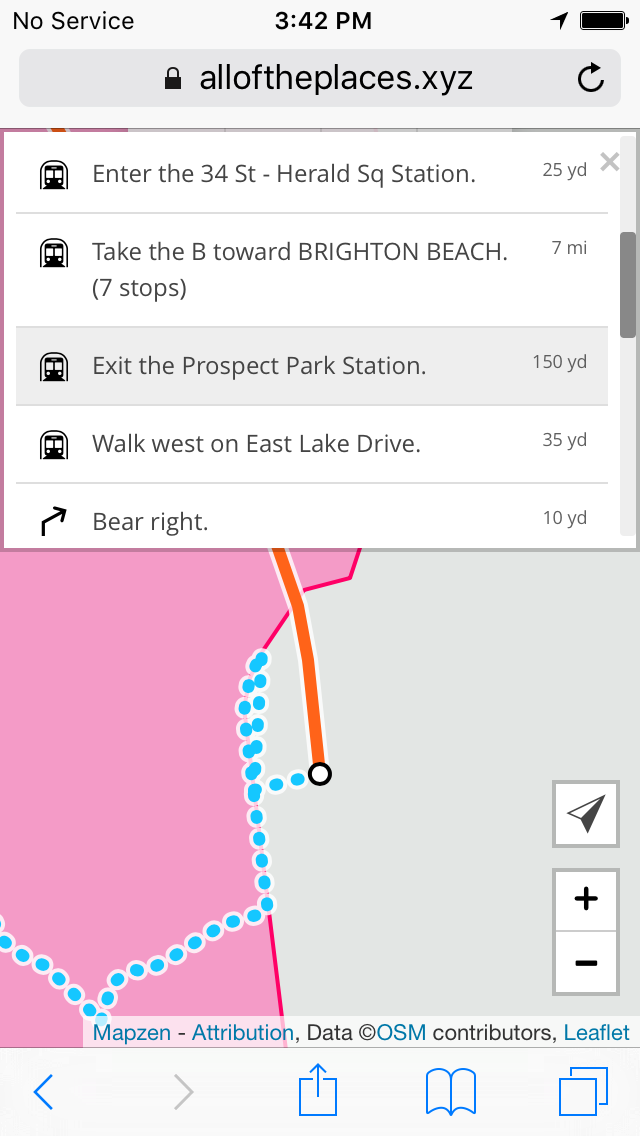 No Service 3:42 PM
alloftheplaces.xyz
Enter the 34 St - Herald Sq Station. 25 yd ×
Take the B toward BRIGHTON BEACH. 7 mi
(7 stops)
Exit the Prospect Park Station. 150 yd
Walk west on East Lake Drive. 35 yd
Bear right. 10 yd
+
−
Mapzen - Attribution, Data ©OSM contributors, Leaflet